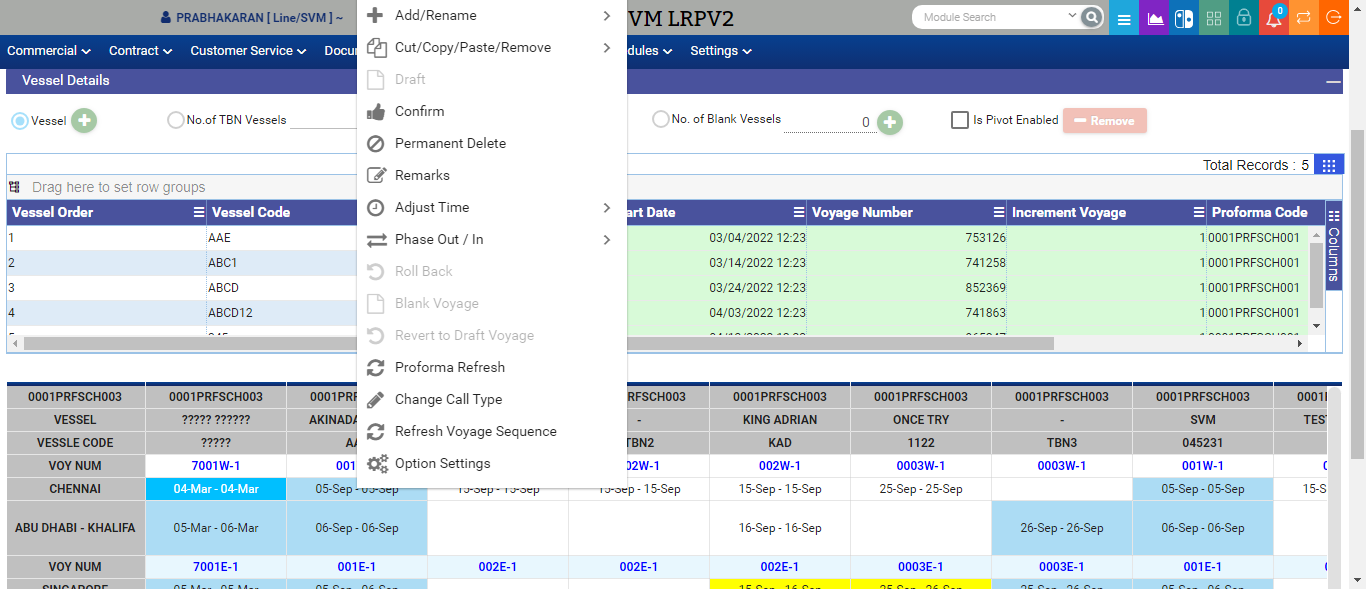 PRABHAKARAN [ Line/SVM ] ~
VM LRPV2
Module Search
0
Commercial
Contract
Customer Service
Docu
dules
Settings
Add/Rename
Cut/Copy/Paste/Remove
Draft
Confirm
Permanent Delete
Remarks
Adjust Time
Phase Out / In
Roll Back
Blank Voyage
Revert to Draft Voyage
Proforma Refresh
Change Call Type
Refresh Voyage Sequence
Option Settings
Vessel Details
Vessel
No.of TBN Vessels
No. of Blank Vessels
0
Is Pivot Enabled
Remove
Total Records : 5
Drag here to set row groups
Vessel Order Vessel Code art Date Voyage Number Increment Voyage Proforma Code
Columns
1 AAE 03/04/2022 12:23 753126 1 0001PRFSCH001
2 ABC1 03/14/2022 12:23 741258 1 0001PRFSCH001
3 ABCD 03/24/2022 12:23 852369 1 0001PRFSCH001
4 ABCD12 04/03/2022 12:23 741863 1 0001PRFSCH001
0001PRFSCH003 0001PRFSCH003 0001PRF RFSCH003 0001PRFSCH003 0001PRFSCH003 0001PRFSCH003 0001PRFSCH003 0001
VESSEL ????? ?????? AKINADA - KING ADRIAN ONCE TRY - SVM TES
VESSLE CODE ????? AA TBN2 KAD 1122 TBN3 045231
VOY NUM 7001W-1 001 02W-1 002W-1 0003W-1 0003W-1 001W-1
CHENNAI 04-Mar - 04-Mar 05-Sep - 05-Sep 15-Sep - 15-Sep 15-Sep - 15-Sep 15-Sep - 15-Sep 25-Sep - 25-Sep 05-Sep - 05-Sep 15-S
ABU DHABI - KHALIFA 05-Mar - 06-Mar 06-Sep - 06-Sep 16-Sep - 16-Sep 26-Sep - 26-Sep 06-Sep - 06-Sep
VOY NUM 7001E-1 001E-1 002E-1 002E-1 002E-1 0003E-1 0003E-1 001E-1
SINGAPORE